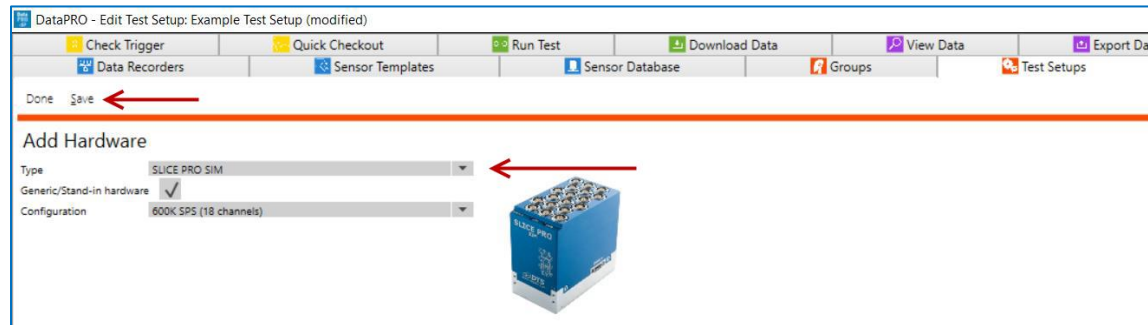 DataPRO - Edit Test Setup: Example Test Setup (modified)
Check Trigger Quick Checkout Run Test Download Data View Data Export Da
Data Recorders Sensor Templates Sensor Database Groups Test Setups
Done Save
Add Hardware
Type SLICE PRO SIM
Generic/Stand-in hardware
Configuration 600K SPS (18 channels)
SLICE PRO
SIM
DTS